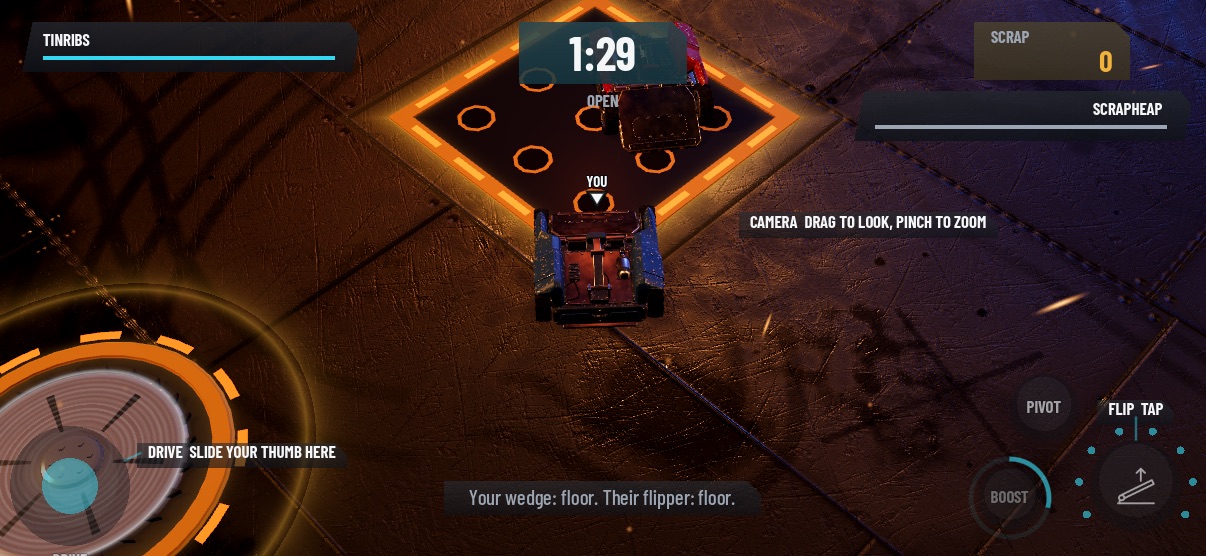 TINRIBS
1:29
OPEN
SCRAP
0
SCRAPHEAP
YOU
CAMERA DRAG TO LOOK, PINCH TO ZOOM
PIVOT
FLIP TAP
DRIVE SLIDE YOUR THUMB HERE
BOOST
Your wedge: floor. Their flipper: floor.